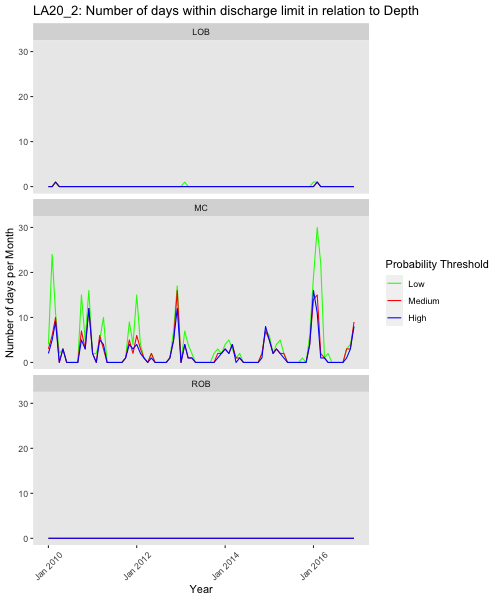 LA20_2: Number of days within discharge limit in relation to Depth
LOB
30
20
10
0
MC
30
20
10
0
ROB
30
20
10
0
Number of days per Month
Jan 2010
Jan 2012
Jan 2014
Jan 2016
Year
Probability Threshold
Low
Medium
High